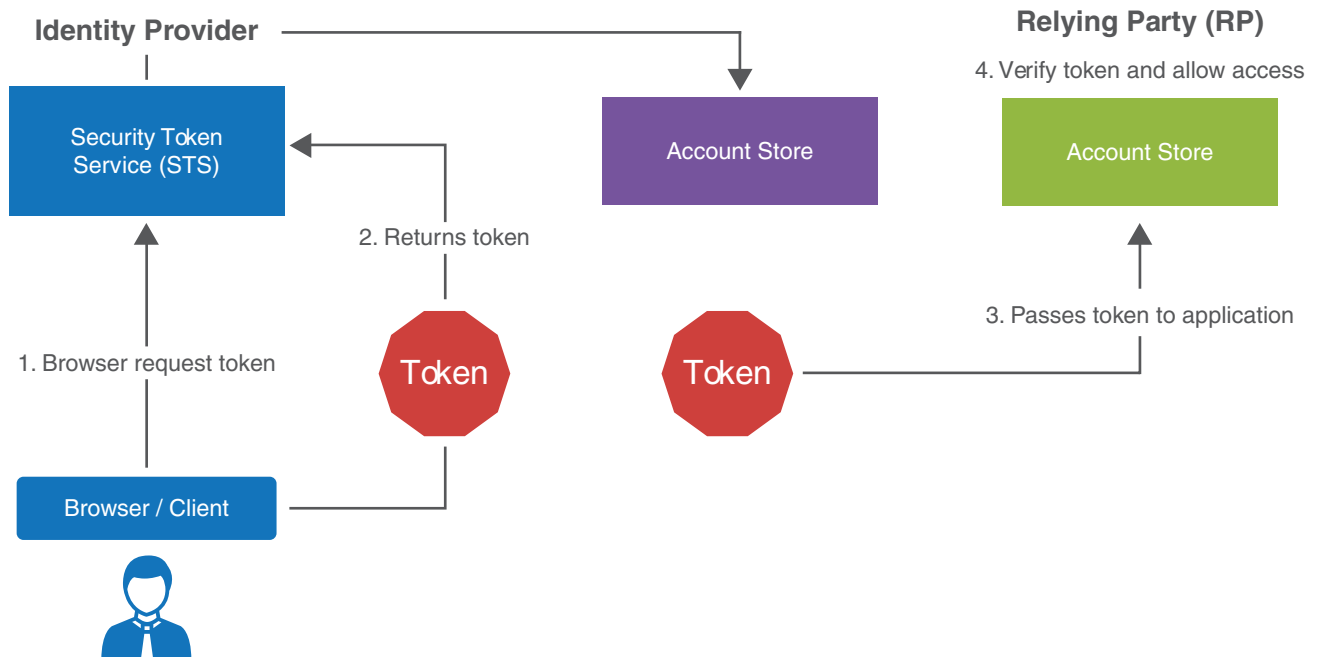 Identity Provider
Relying Party (RP)
4. Verify token and allow access
Security Token
Service (STS)
Account Store
Account Store
2. Returns token
3. Passes token to application
1. Browser request token
Token
Token
Browser / Client